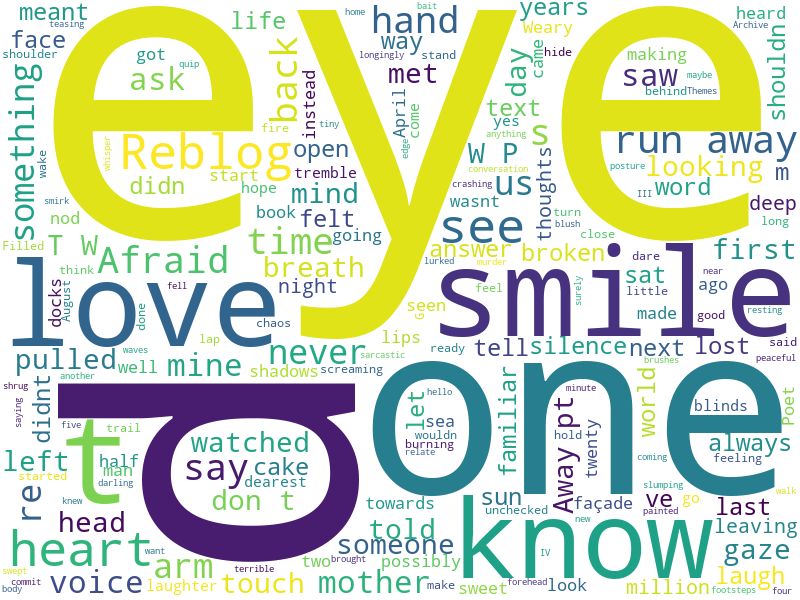 eye
meant
life
years
heard
home
bait
Archive
teasing
hand
Weary
shoulder
face
got
back
way
longingly
stand
came
hide
making
quip
ask
met
day
saw
shouldn
something
instead
April
text
behind
Themes
maybe
fire
tiny
come
yes
anything
run away
Reblog
open
edge
W P
s
didn
whisper
start
tremble
conversation
thoughts
looking
m
wake
hope
mind
crashing
us
posture
word
III
deep
smirk
nod
book
felt
wasnt
turn
blush
long
Filled
T W
time
going
see
close
first
think
Afraid
breath
lurked
answer
broken
dare
near
murder
sat
ago
night
feel
surely
little
docks
August
fell
love
smile
seen
G
made
good
resting
done
chaos
lap
lips
ready
tell
silence
next
lost
said
waves
never
pulled
well
mine
shadows
screaming
sarcastic
brushes
peaceful
another
shrug
g
one
hello
minute
saying
didnt
five
t
trail
let
sea
familiar
Away pt
world
blinds
Poet
watched
wouldn
burning
hold
twenty
always
relate
feeling
left
half
man
say
cake
coming
started
darling
dearest
slumping
walk
re
knew
don t
towards
sun
unchecked
façade
ve
go
painted
last
head
told
someone
new
leaving
swept
heart
want
two
brought
possibly
know
IV
gaze
body
commit
voice
arm
terrible
laughter
touch
mother
make
sweet
forehead
look
million
footsteps
laugh
four